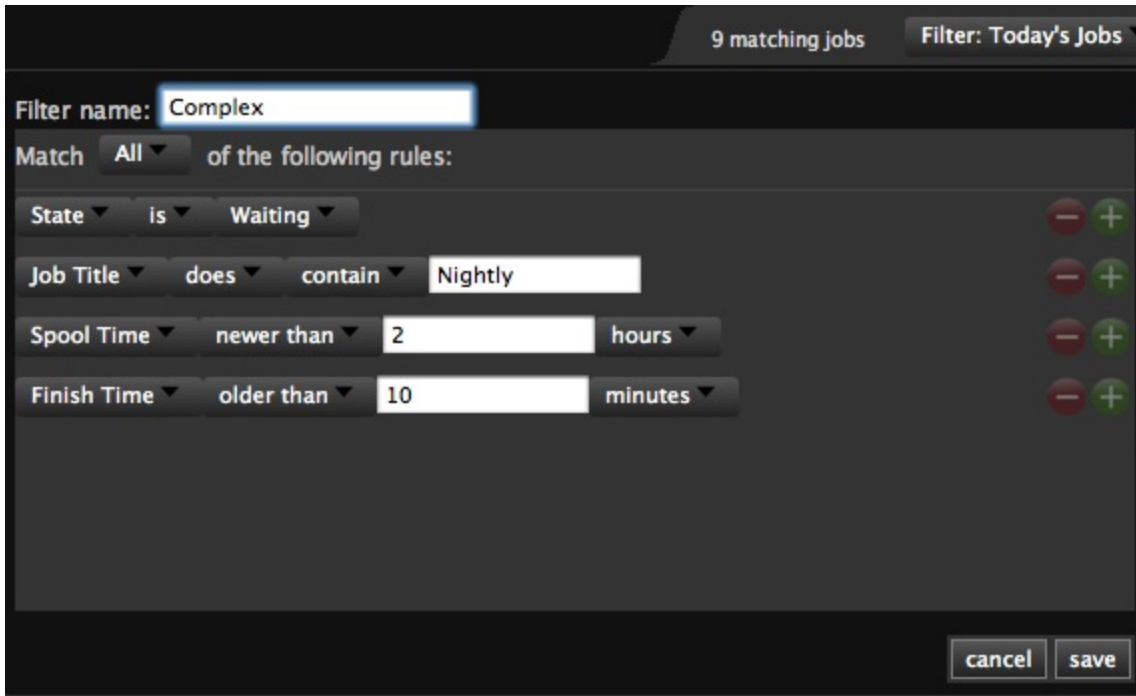 9 matching jobs Filter: Today's Jobs
Filter name: Complex
Match All of the following rules:
State is Waiting
Job Title does contain Nightly
Spool Time newer than 2 hours
Finish Time older than 10 minutes
cancel save